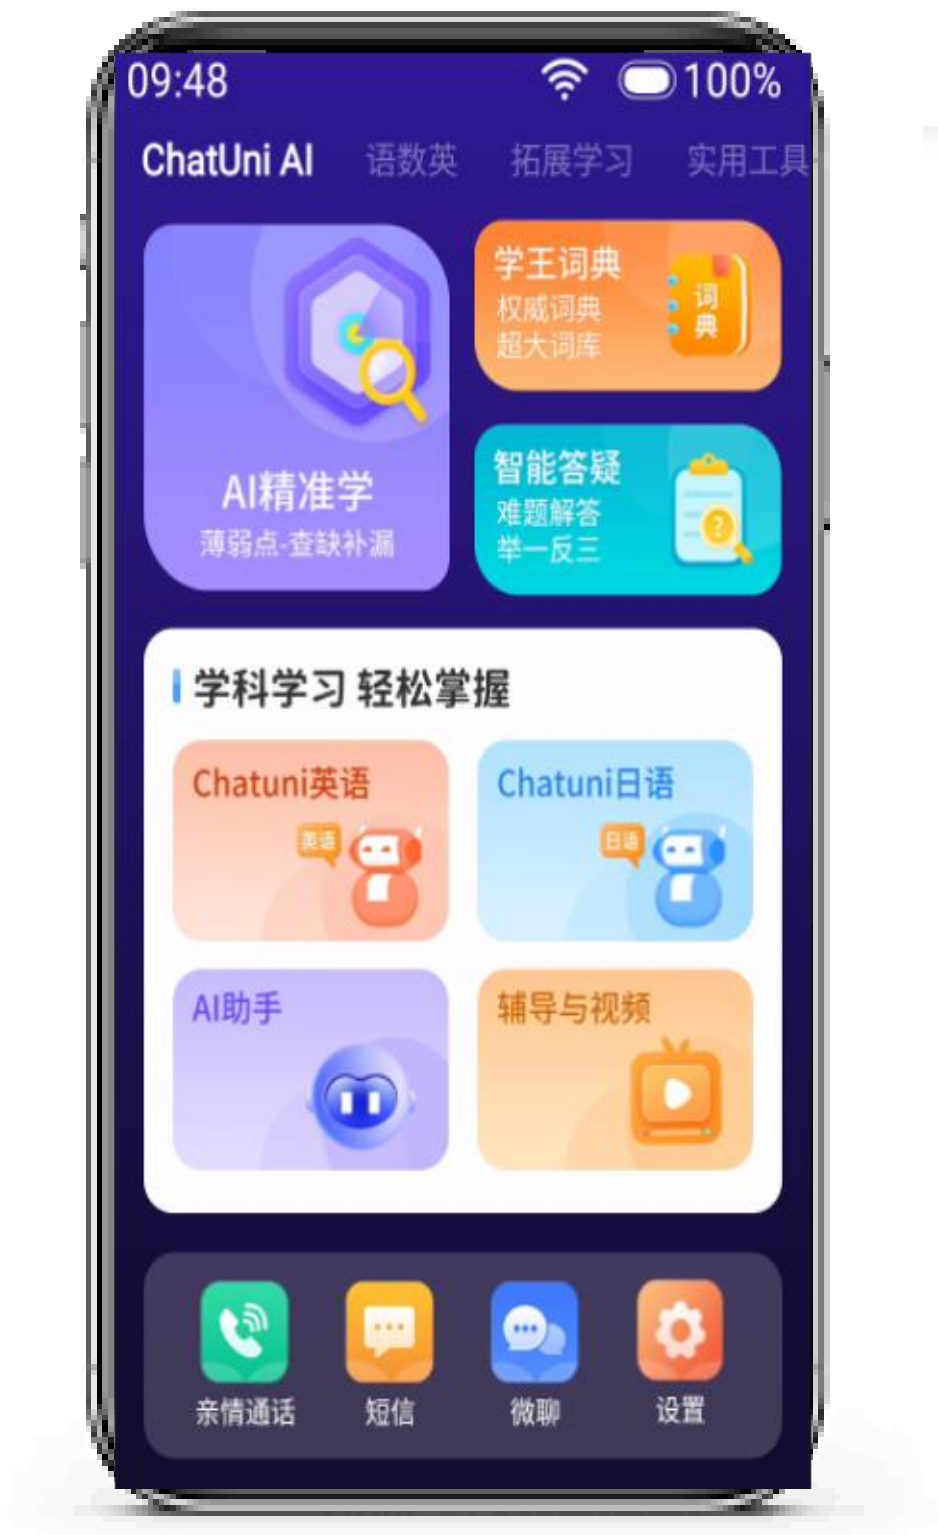 09:48 100%
ChatUni AI 语数英 拓展学习 实用工具
AI精准学
薄弱点-查缺补漏
学王词典
权威词典
超大词库
词
典
智能答疑
难题解答
举一反三
?
学科学习 轻松掌握
Chatuni英语
英语
Chatuni日语
日语
AI助手
辅导与视频
亲情通话 短信 微聊 设置